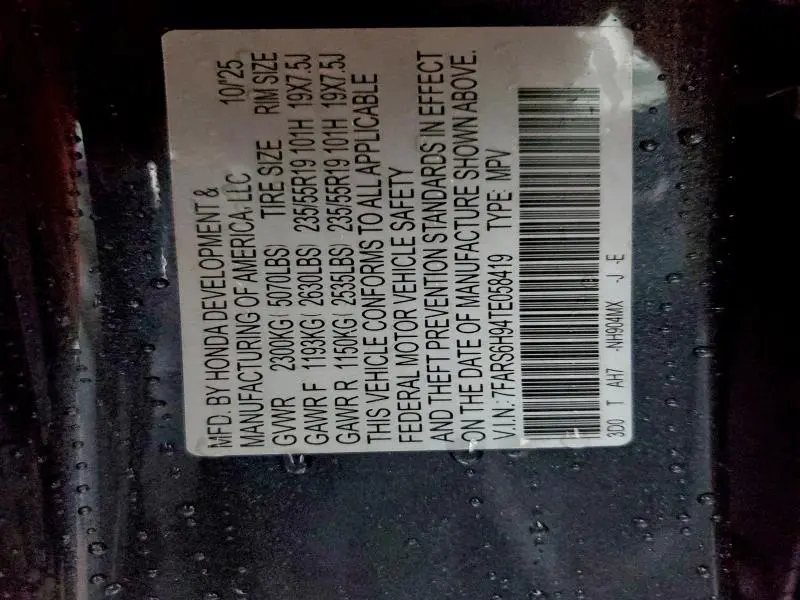 MFD. BY HONDA DEVELOPMENT & 10/25
MANUFACTURING OF AMERICA, LLC
GVWR 2300KG( 5070LBS) TIRE SIZE RIM SIZE
GAWR F 1193KG( 2630LBS) 235/55R19 101H 19X7.5J
GAWR R 1150KG( 2535LBS) 235/55R19 101H 19X7.5J
THIS VEHICLE CONFORMS TO ALL APPLICABLE
FEDERAL MOTOR VEHICLE SAFETY
AND THEFT PREVENTION STANDARDS IN EFFECT
ON THE DATE OF MANUFACTURE SHOWN ABOVE.
V.I.N.: 7FARS6H94TE058419 TYPE: MPV
3D0 T AH7 -NH904MX -J -E